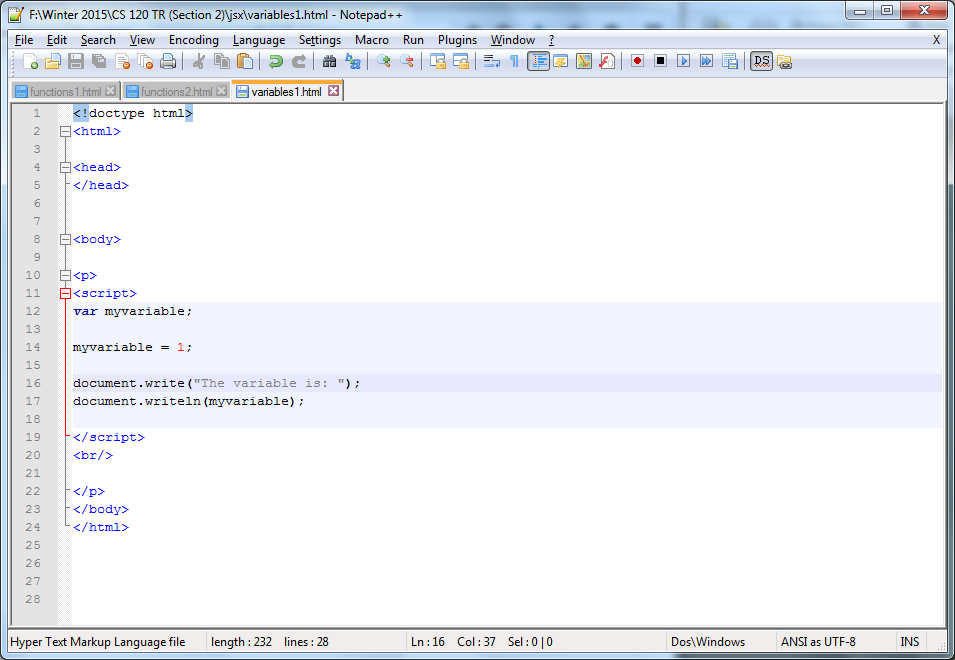 F:\Winter 2015\CS 120 TR (Section 2)\jsx\variables1.html - Notepad++
File Edit Search View Encoding Language Settings Macro Run Plugins Window ? X
functions1.html functions2.html variables1.html
1 <!doctype html>
2 <html>
3
4 <head>
5 </head>
6
7
8 <body>
9
10 <p>
11 <script>
12 var myvariable;
13
14 myvariable = 1;
15
16 document.write("The variable is: ");
17 document.writeln(myvariable);
18
19 </script>
20 <br/>
21
22 </p>
23 </body>
24 </html>
25
26
27
28
Hyper Text Markup Language file length : 232 lines : 28 Ln : 16 Col : 37 Sel : 0 | 0 Dos\Windows ANSI as UTF-8 INS